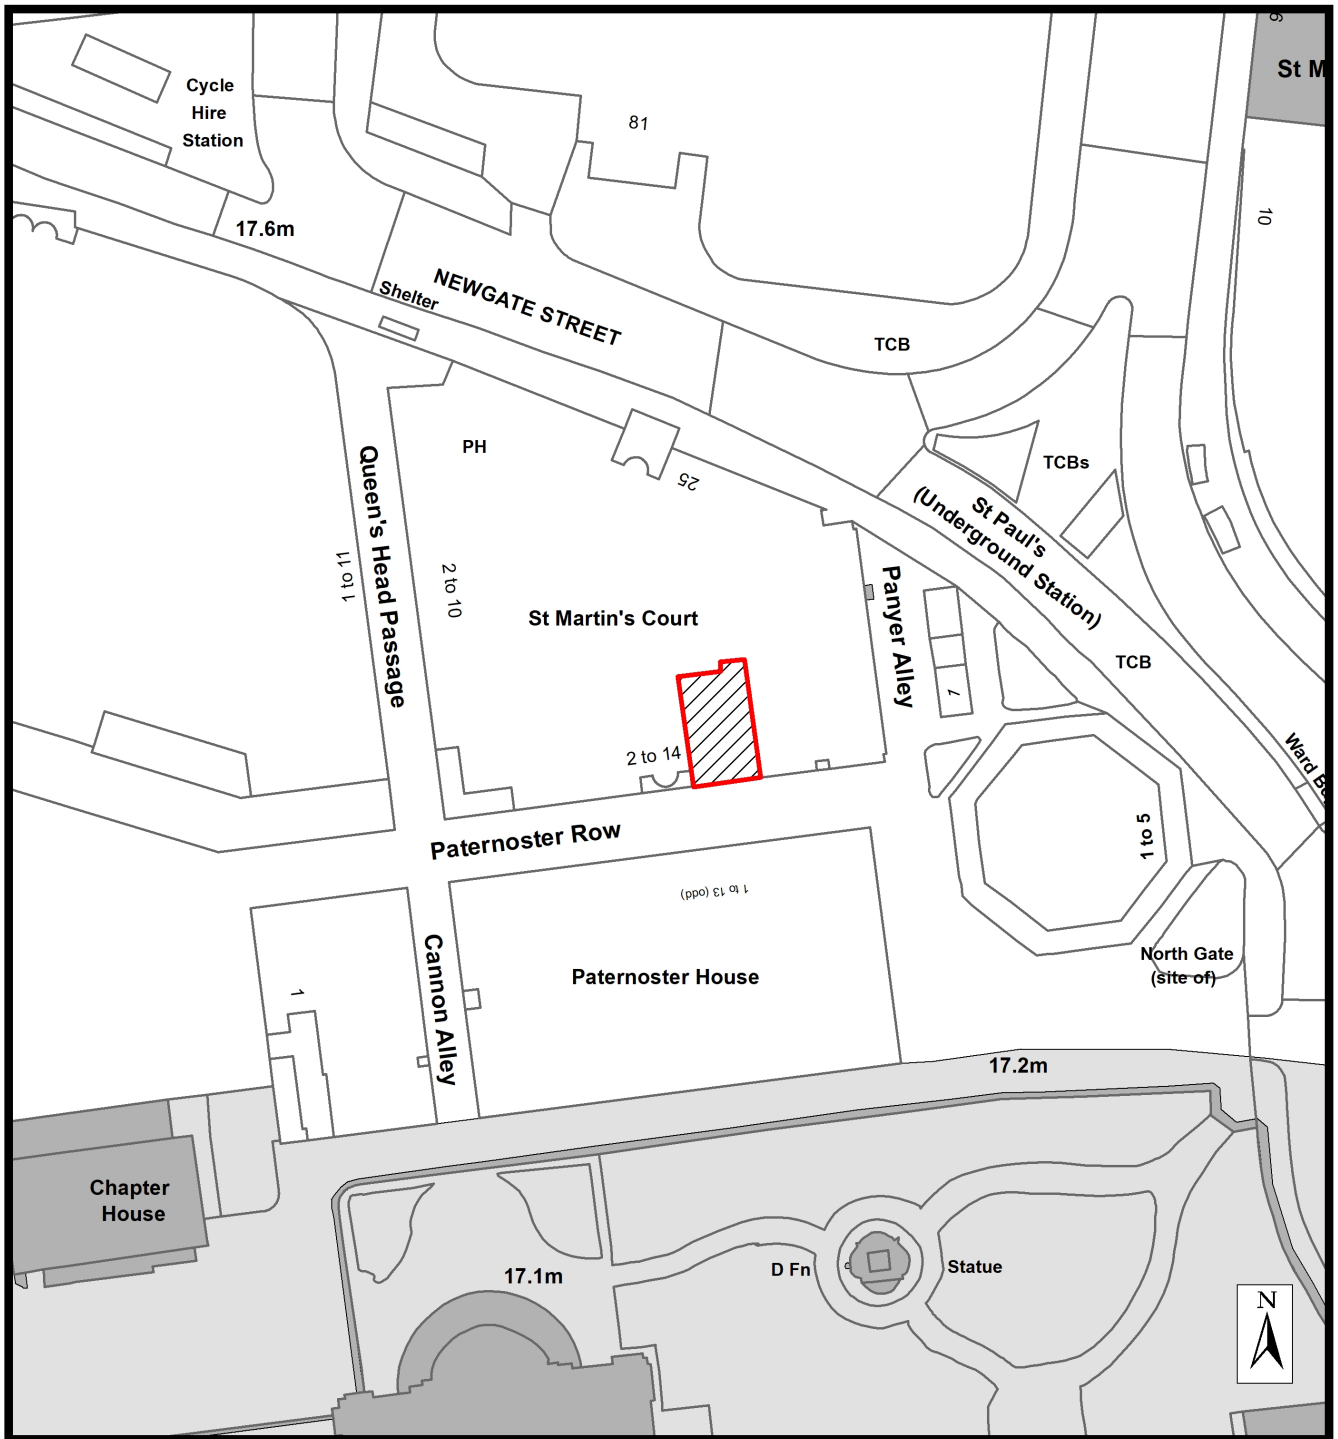 6
St M
Cycle
Hire
Station
81
10
17.6m
Shelter
NEWGATE STREET
TCB
PH
25
TCBs
St Paul's
(Underground Station)
Queen's Head Passage
1 to 11
2 to 10
St Martin's Court
Panyer Alley
7
TCB
2 to 14
Ward B
Paternoster Row
1 to 5
1 to 13 (odd)
Cannon Alley
Paternoster House
North Gate
(site of)
1
17.2m
Chapter
House
17.1m
D Fn
Statue
N